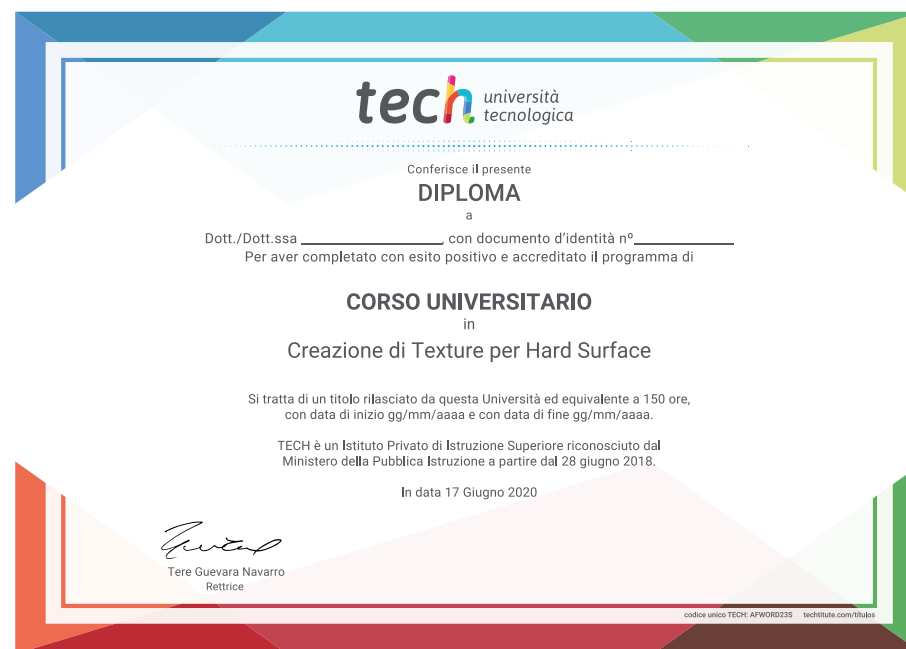 tech università
tecnologica
Conferisce il presente
DIPLOMA
a
Dott./Dott.ssa ____________________, con documento d'identità nº______________
Per aver completato con esito positivo e accreditato il programma di
CORSO UNIVERSITARIO
in
Creazione di Texture per Hard Surface
Si tratta di un titolo rilasciato da questa Università ed equivalente a 150 ore,
con data di inizio gg/mm/aaaa e con data di fine gg/mm/aaaa.
TECH è un Istituto Privato di Istruzione Superiore riconosciuto dal
Ministero della Pubblica Istruzione a partire dal 28 giugno 2018.
In data 17 Giugno 2020
Tere Guevara Navarro
Rettrice
codice unico TECH: AFWORD23S techtitute.com/titulos